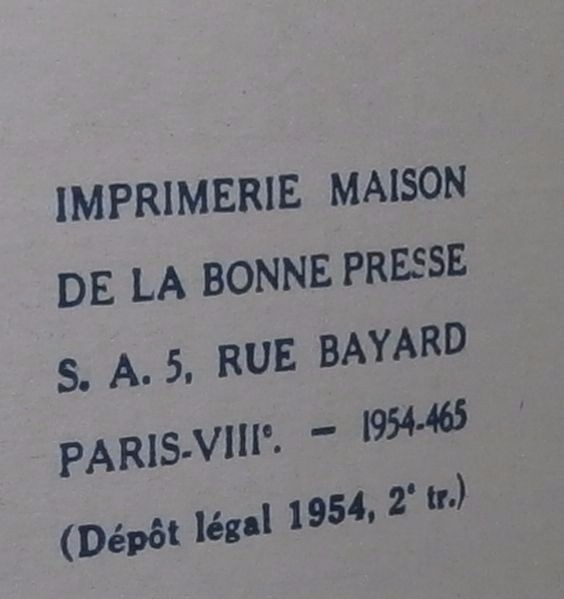 IMPRIMERIE MAISON
DE LA BONNE PRESSE
S. A. 5, RUE BAYARD
PARIS-VIIIe. — 1954-465
(Dépôt légal 1954, 2e tr.)